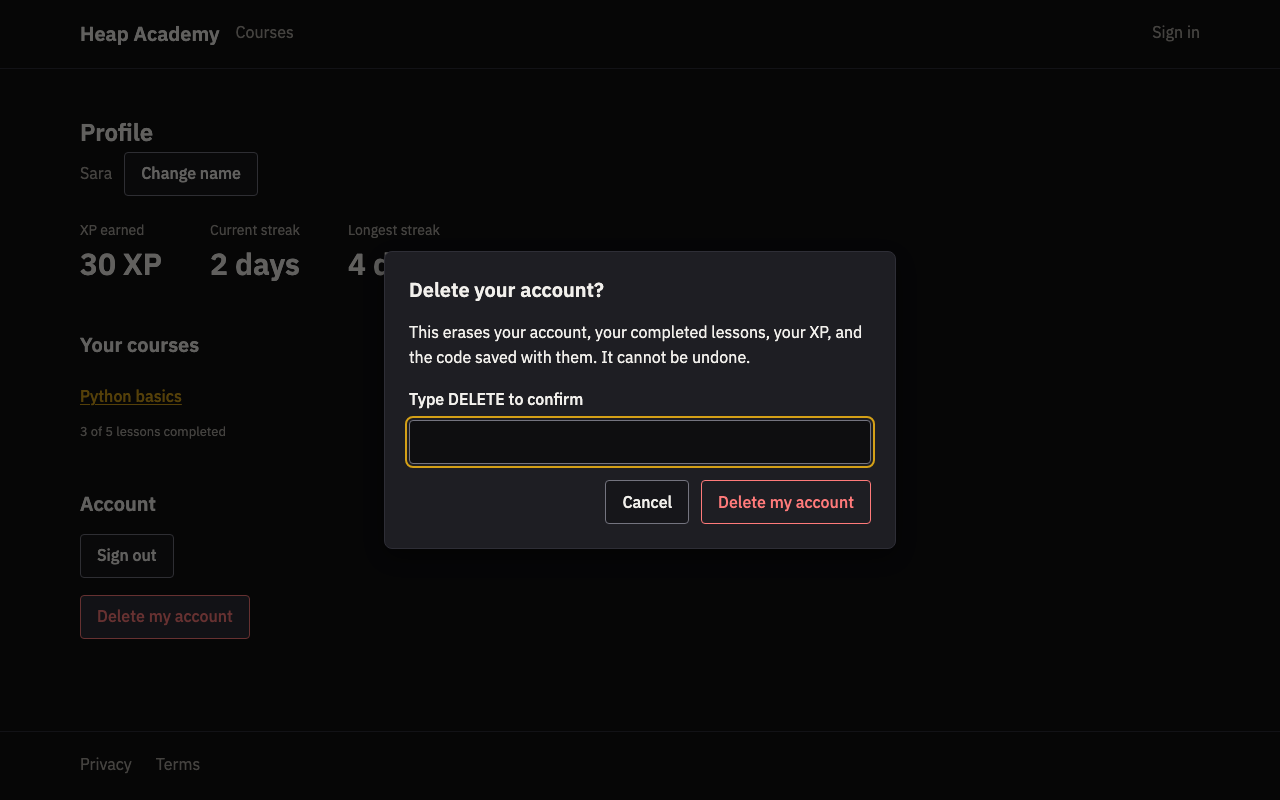 Heap Academy Courses Sign in
Profile
Sara Change name
XP earned Current streak Longest streak
30 XP 2 days 4 d
Delete your account?
This erases your account, your completed lessons, your XP, and
the code saved with them. It cannot be undone.
Type DELETE to confirm
Cancel Delete my account
Your courses
Python basics
3 of 5 lessons completed
Account
Sign out
Delete my account
Privacy Terms